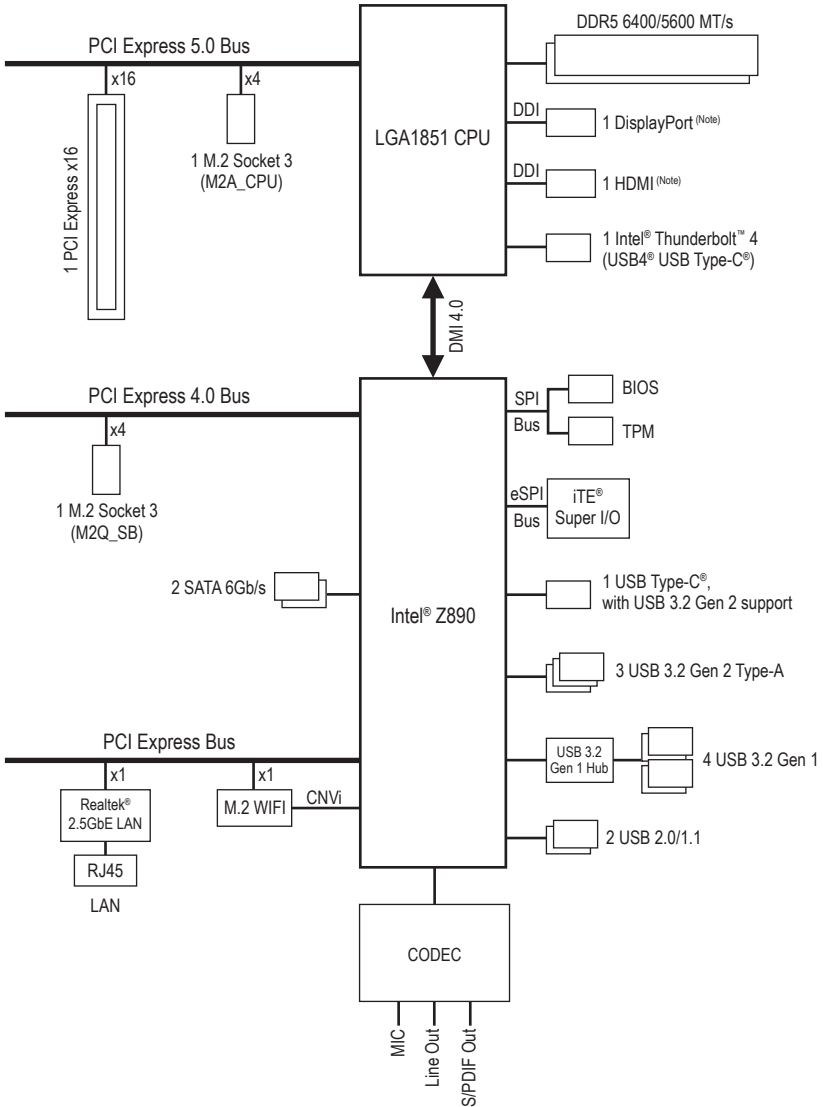 DDR5 6400/5600 MT/s
PCI Express 5.0 Bus
x16
x4
1 PCI Express x16
1 M.2 Socket 3
(M2A_CPU)
LGA1851 CPU
DDI
1 DisplayPort (Note)
DDI
1 HDMI (Note)
1 Intel® Thunderbolt™ 4
(USB4® USB Type-C®)
DMI 4.0
PCI Express 4.0 Bus
x4
1 M.2 Socket 3
(M2Q_SB)
SPI
Bus
BIOS
TPM
eSPI
Bus
iTE®
Super I/O
2 SATA 6Gb/s
Intel® Z890
1 USB Type-C®,
with USB 3.2 Gen 2 support
3 USB 3.2 Gen 2 Type-A
PCI Express Bus
x1
x1
Realtek®
2.5GbE LAN
M.2 WIFI
CNVi
RJ45
LAN
USB 3.2
Gen 1 Hub
4 USB 3.2 Gen 1
2 USB 2.0/1.1
CODEC
MIC
Line Out
S/PDIF Out